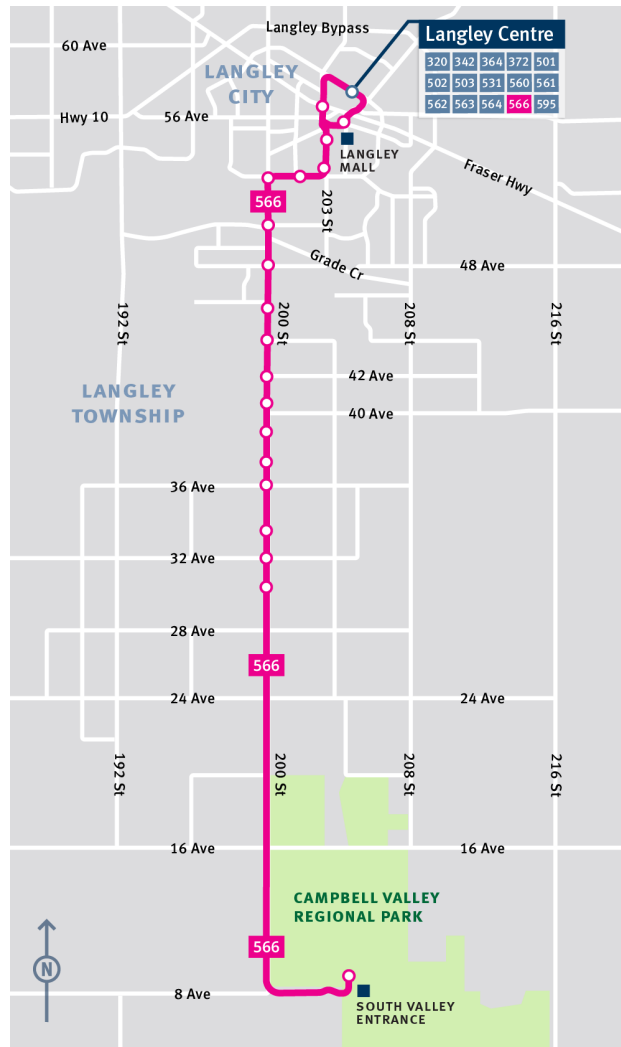 Langley Bypass
Langley Centre
60 Ave
320 342 364 372 501
502 503 531 560 561
562 563 564 566 595
LANGLEY
CITY
Hwy 10
56 Ave
LANGLEY
MALL
Fraser Hwy
566
203 St
Grade Cr
48 Ave
192 St
200 St
208 St
216 St
42 Ave
LANGLEY
TOWNSHIP
40 Ave
36 Ave
32 Ave
28 Ave
566
24 Ave
24 Ave
192 St
200 St
208 St
216 St
16 Ave
16 Ave
CAMPBELL VALLEY
REGIONAL PARK
566
N
8 Ave
SOUTH VALLEY
ENTRANCE